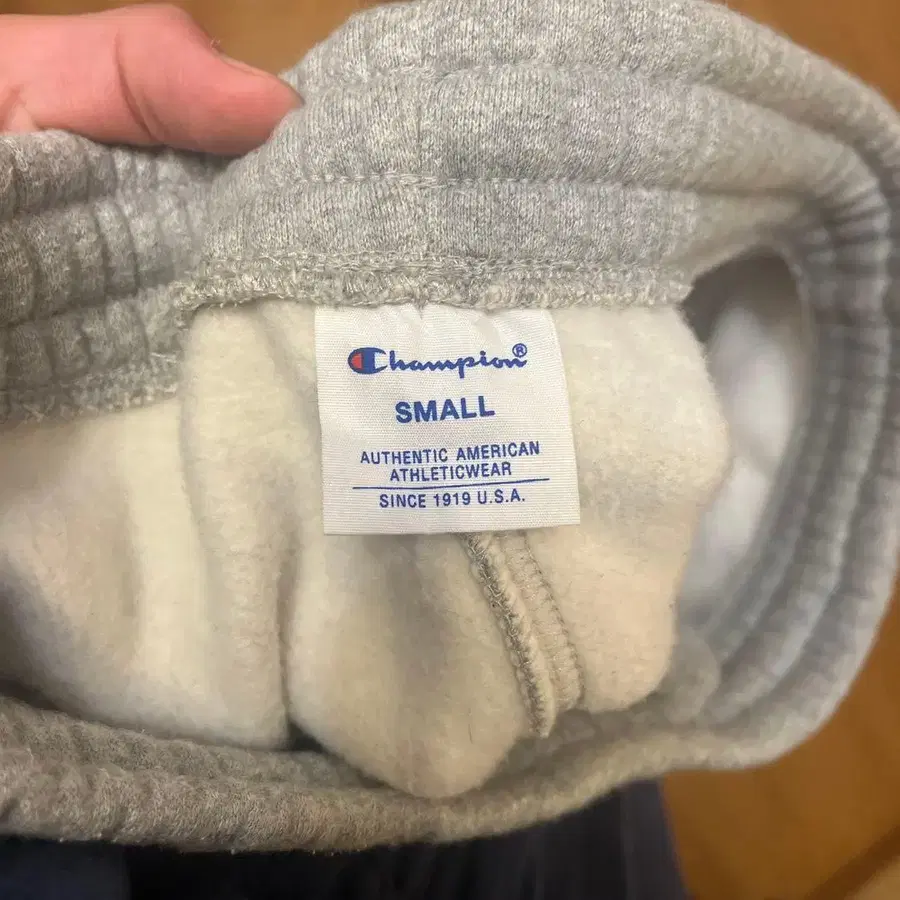 Champion®
SMALL
AUTHENTIC AMERICAN
ATHLETICWEAR
SINCE 1919 U.S.A.